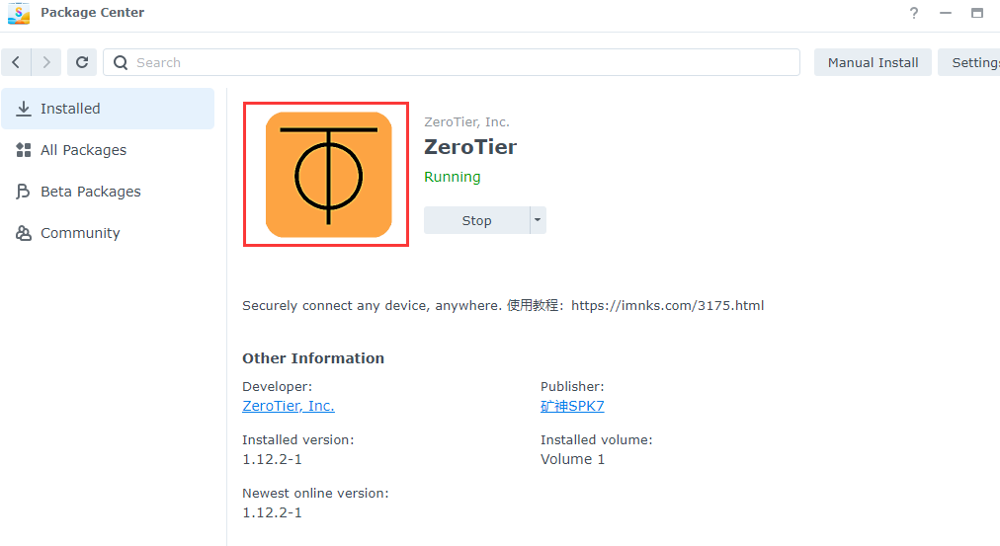 Package Center
Search
Manual Install
Setting
Installed
All Packages
Beta Packages
Community
ZeroTier, Inc.
ZeroTier
Running
Stop
Securely connect any device, anywhere. 使用教程：https://imnks.com/3175.html
Other Information
Developer:
Publisher:
ZeroTier, Inc.
矿神SPK7
Installed version:
Installed volume:
1.12.2-1
Volume 1
Newest online version:
1.12.2-1